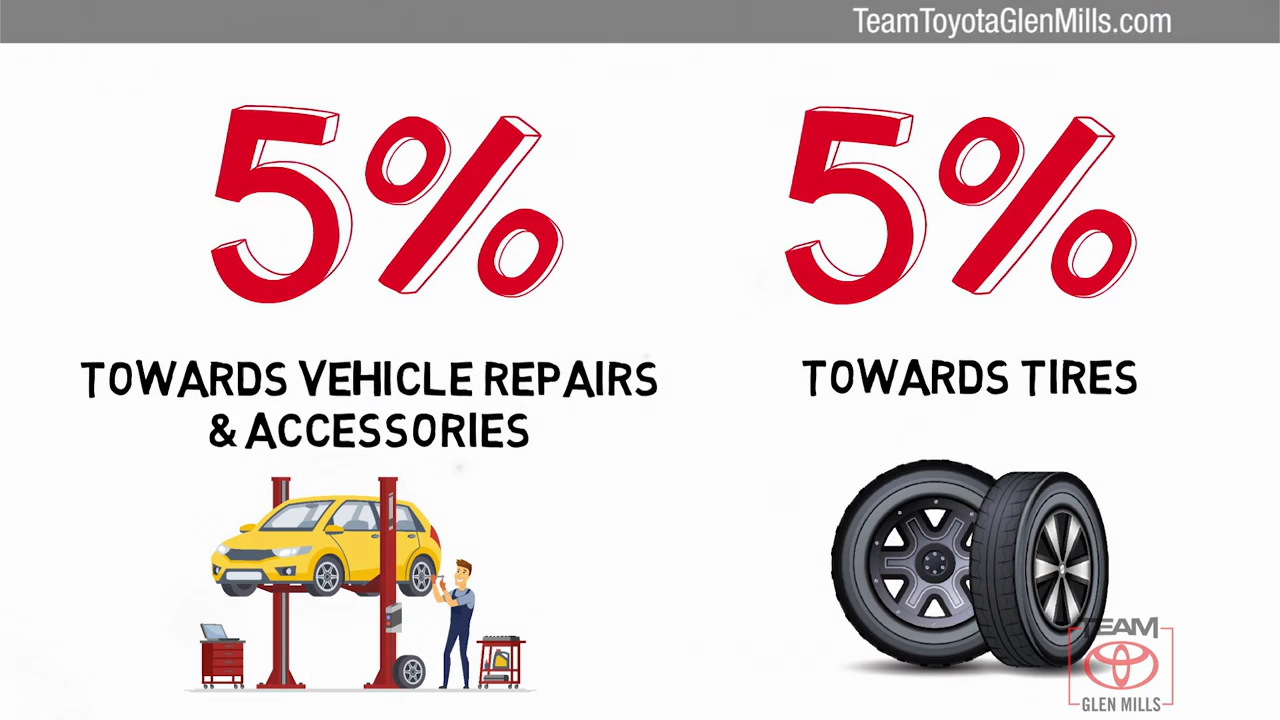 TeamToyotaGlenMills.com
5%
5%
TOWARDS VEHICLE REPAIRS
& ACCESSORIES
TOWARDS TIRES
TEAM
GLEN MILLS